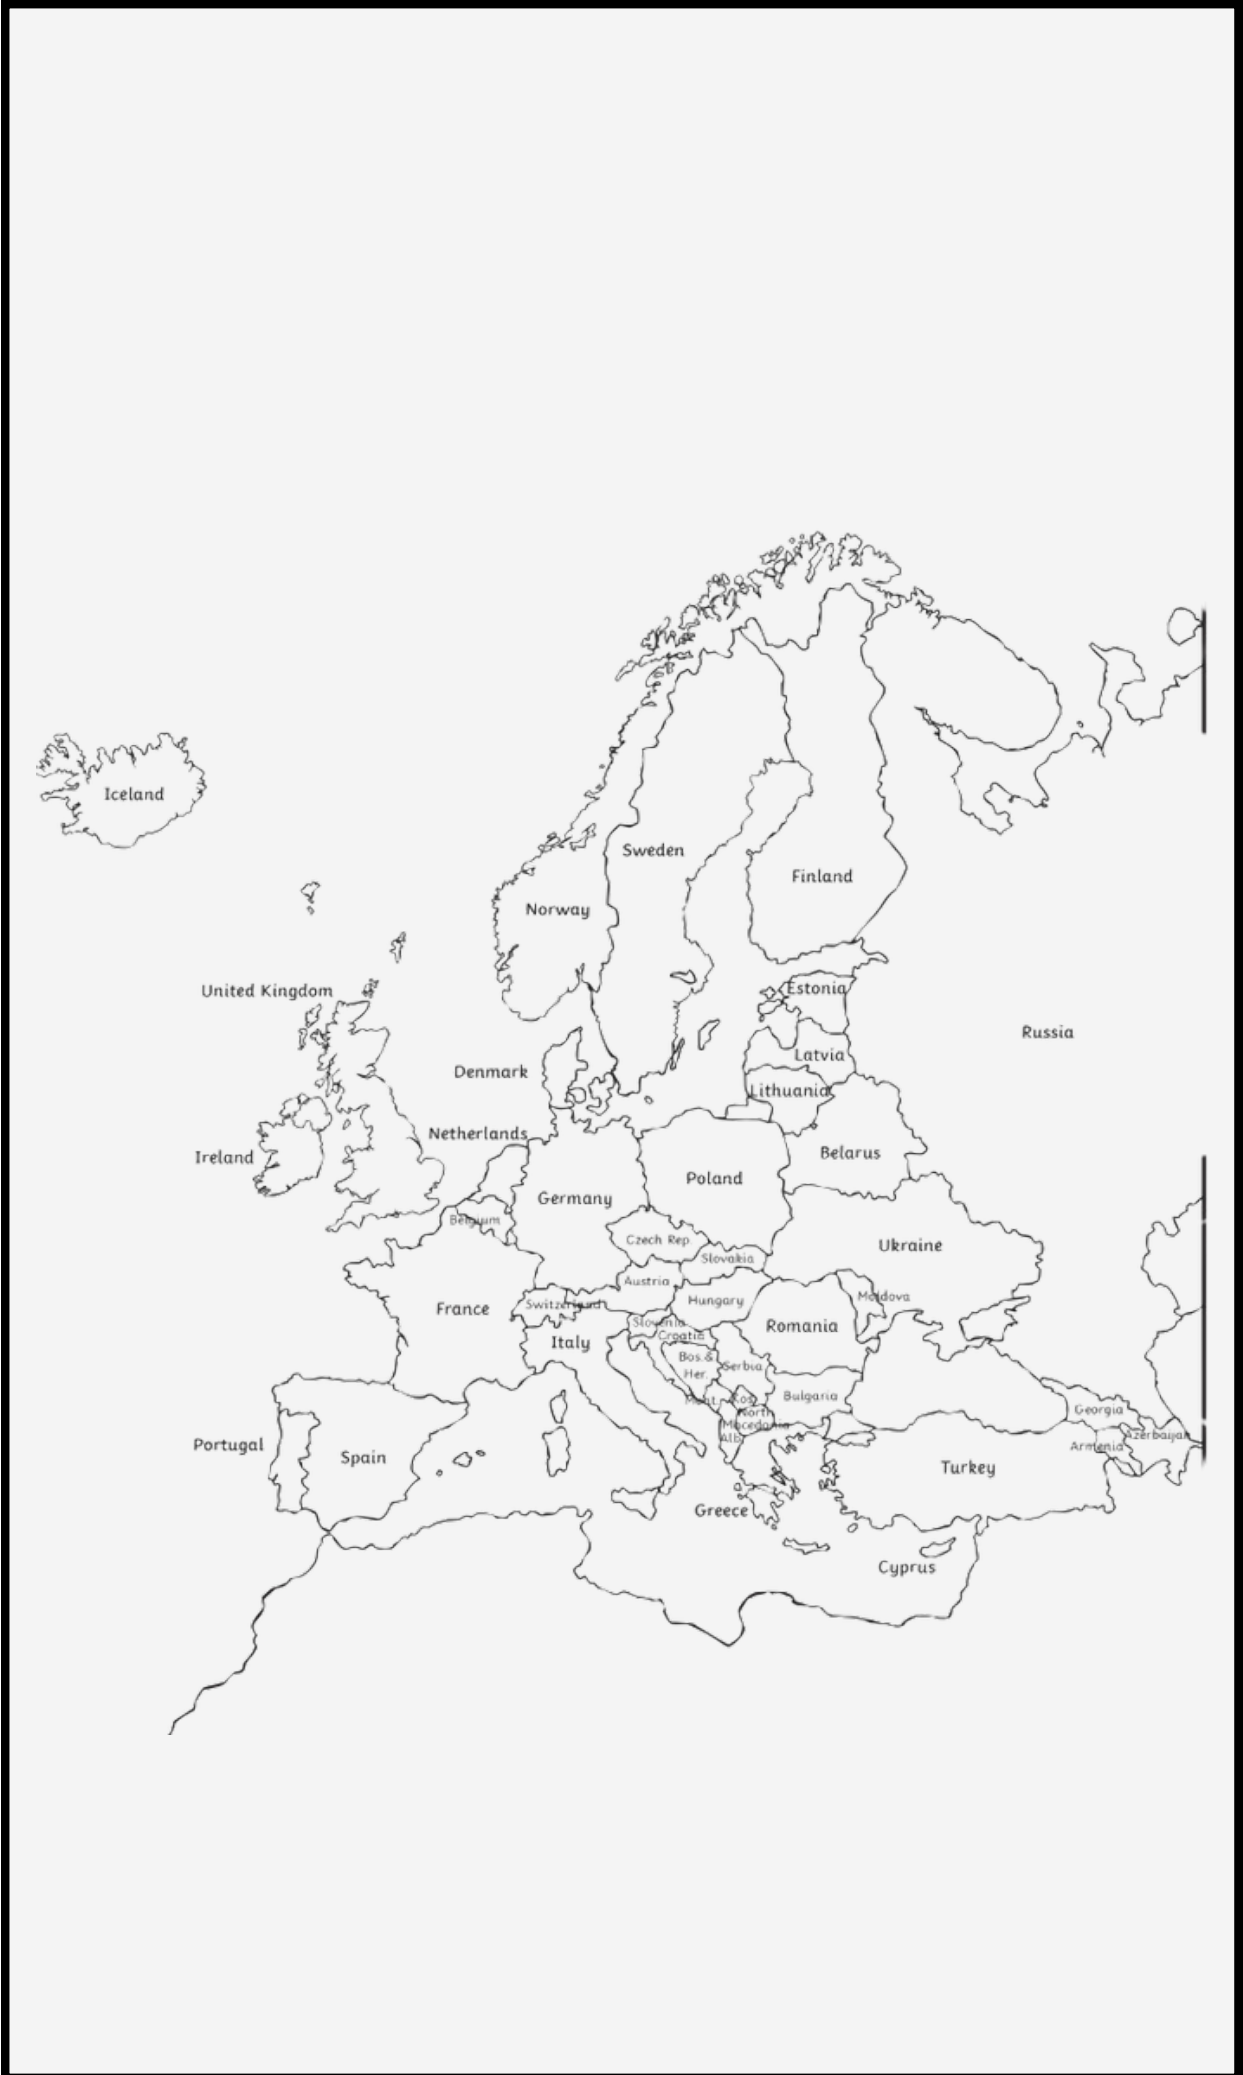 Iceland
Sweden
Finland
Norway
United Kingdom
Estonia
Russia
Latvia
Denmark
Lithuania
Netherlands
Belarus
Ireland
Poland
Germany
Belgium
Czech Rep.
Ukraine
Slovakia
Austria
Moldova
Hungary
Switzerland
France
Slovenia
Romania
Croatia
Italy
Bos.&
Her.
Serbia
Bulgaria
Mont.
Kos.
Georgia
North
Macedonia
Azerbaijan
Alb.
Portugal
Armenia
Spain
Turkey
Greece
Cyprus